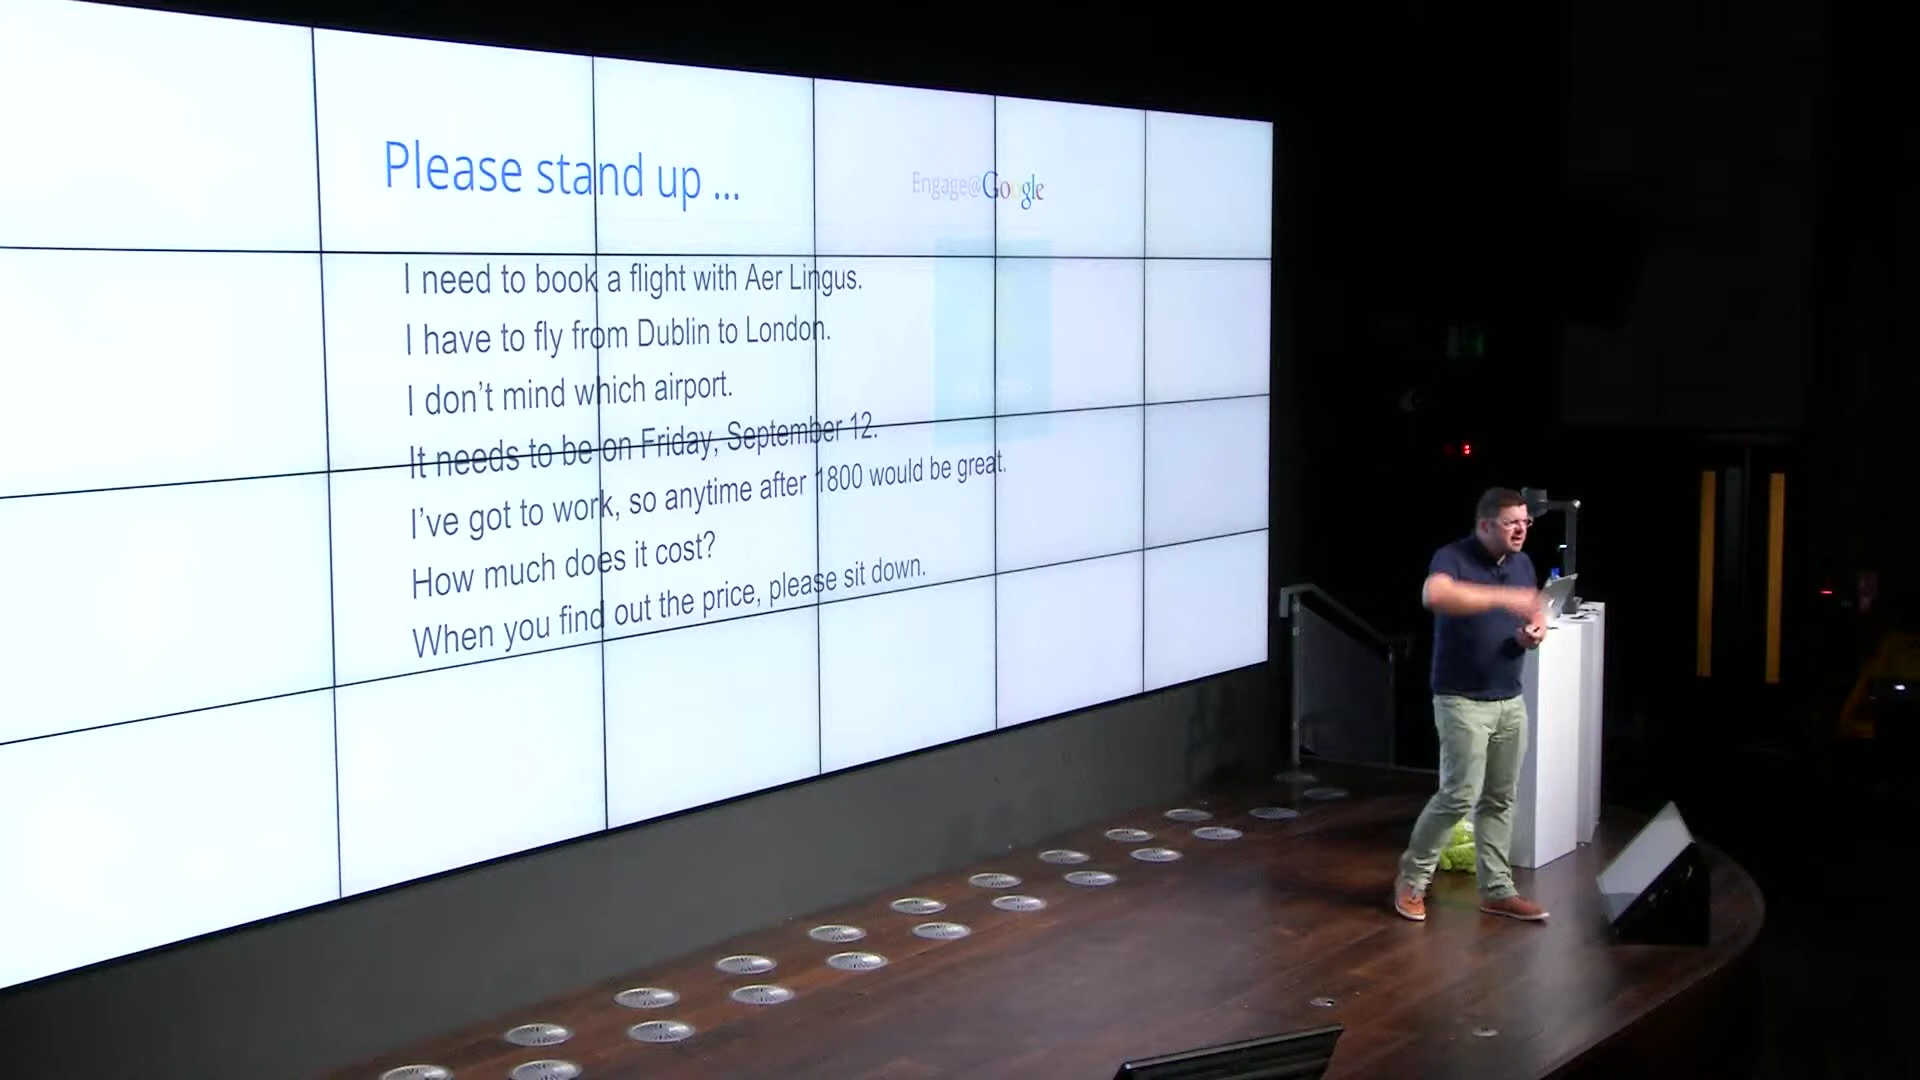 Please stand up ...
Engage@Google
I need to book a flight with Aer Lingus.
I have to fly from Dublin to London.
I don't mind which airport.
It needs to be on Friday, September 12.
I've got to work, so anytime after 1800 would be great.
How much does it cost?
When you find out the price, please sit down.